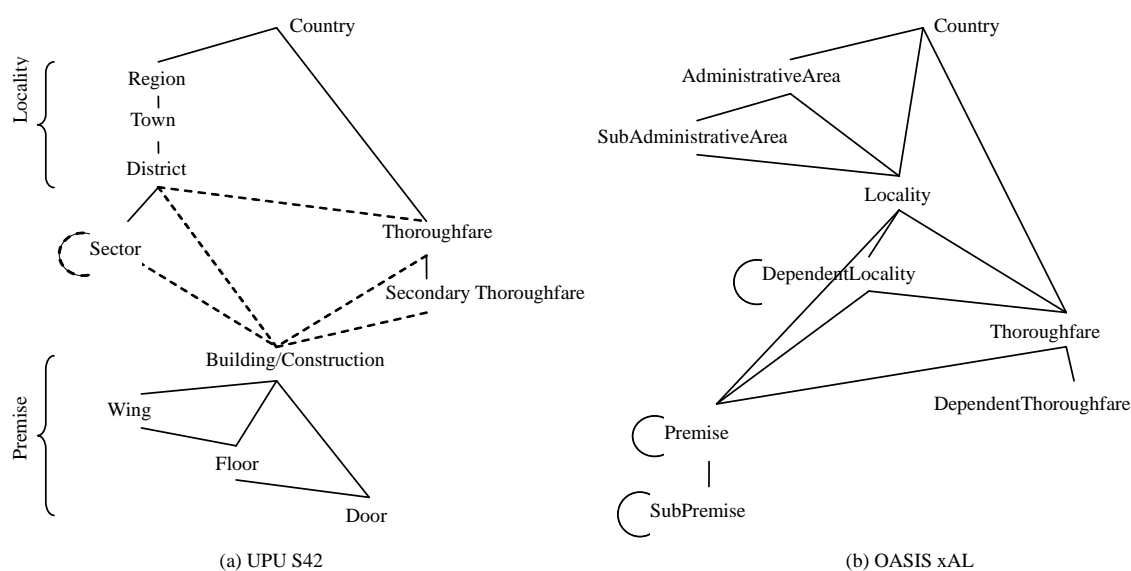 Country
Region
Town
District
Locality
Sector
Thoroughfare
Secondary Thoroughfare
Building/Construction
Wing
Floor
Door
Premise
(a) UPU S42
Country
AdministrativeArea
SubAdministrativeArea
Locality
DependentLocality
Thoroughfare
DependentThoroughfare
Premise
SubPremise
(b) OASIS xAL